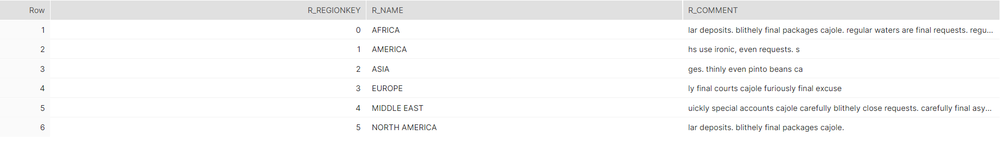 Row R_REGIONKEY R_NAME R_COMMENT
1 0 AFRICA lar deposits. blithely final packages cajole. regular waters are final requests. regu...
2 1 AMERICA hs use ironic, even requests. s
3 2 ASIA ges. thinly even pinto beans ca
4 3 EUROPE ly final courts cajole furiously final excuse
5 4 MIDDLE EAST uickly special accounts cajole carefully blithely close requests. carefully final asy...
6 5 NORTH AMERICA lar deposits. blithely final packages cajole.